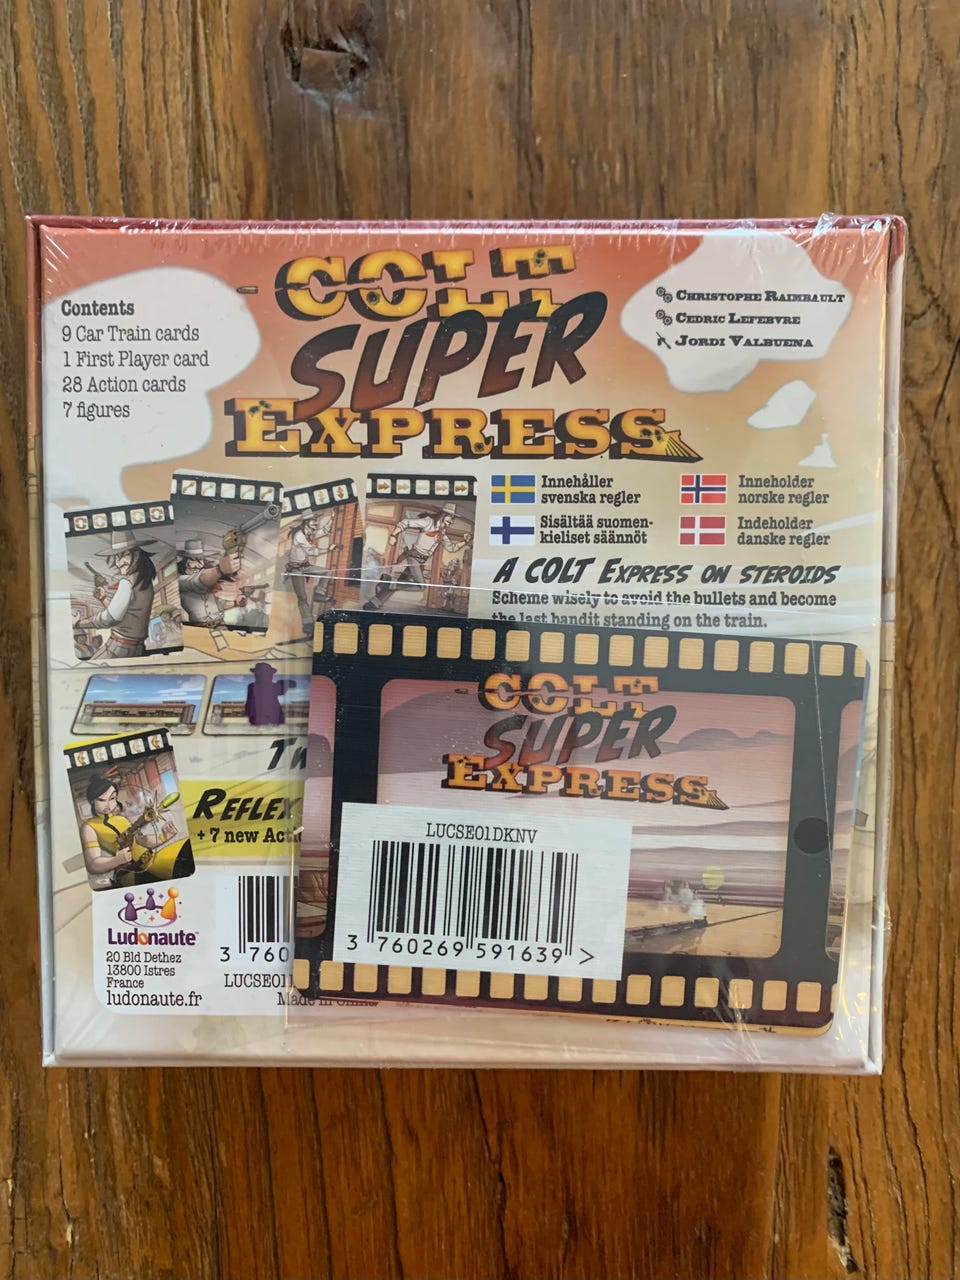 COLT
SUPER
EXPRESS
Contents
9 Car Train cards
1 First Player card
28 Action cards
7 figures
CHRISTOPHE RAIMBAULT
CEDRIC LEFEBVRE
JORDI VALBUENA
Innehåller
svenska regler
Inneholder
norske regler
Sisältää suomen-
kieliset säännöt
Indeholder
danske regler
A COLT EXPRESS ON STEROIDS
Scheme wisely to avoid the bullets and become
the last bandit standing on the train.
COLT
SUPER
EXPRESS
REFLEX
+ 7 new
LUCSE01DKNV
3 760269 591639 >
Ludonaute
20 Bld Dethez
13800 Istres
France
ludonaute.fr
3 760
LUCSE01
Made in China